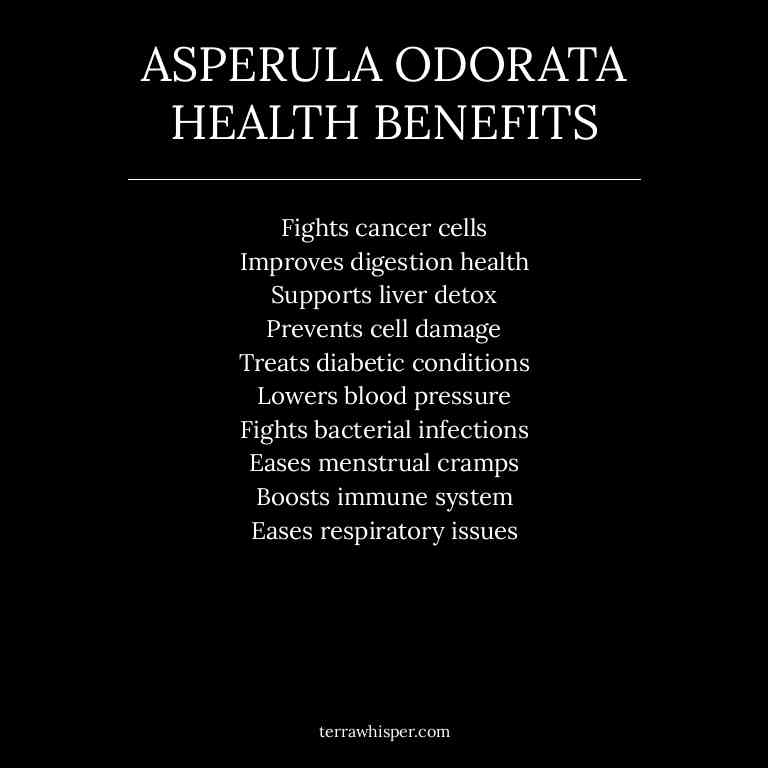 ASPERULA ODORATA
HEALTH BENEFITS
Fights cancer cells
Improves digestion health
Supports liver detox
Prevents cell damage
Treats diabetic conditions
Lowers blood pressure
Fights bacterial infections
Eases menstrual cramps
Boosts immune system
Eases respiratory issues
terrawhisper.com